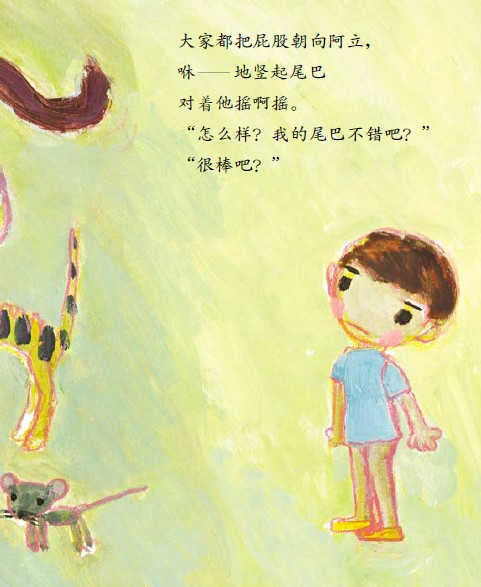 大家都把屁股朝向阿立，
咻——地竖起尾巴
对着他摇啊摇。
“怎么样？我的尾巴不错吧？”
“很棒吧？”